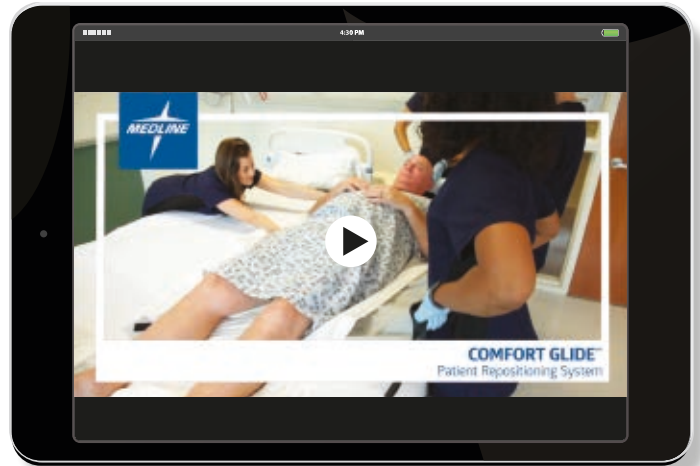 4:30 PM
MEDLINE
COMFORT GLIDE™
Patient Repositioning System